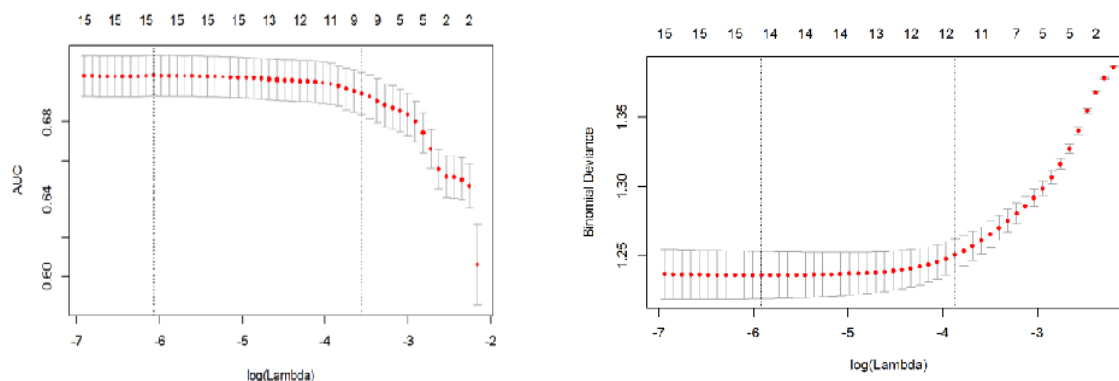 15 15 15 15 15 13 12 11 9 9 5 5 2 2
AUC
0.68
0.64
0.60
-7 -6 -5 -4 -3 -2
log(Lambda)
15 15 15 14 14 14 13 12 12 11 7 5 5 2
Binomial Deviance
1.35
1.30
1.25
-7 -6 -5 -4 -3
log(Lambda)